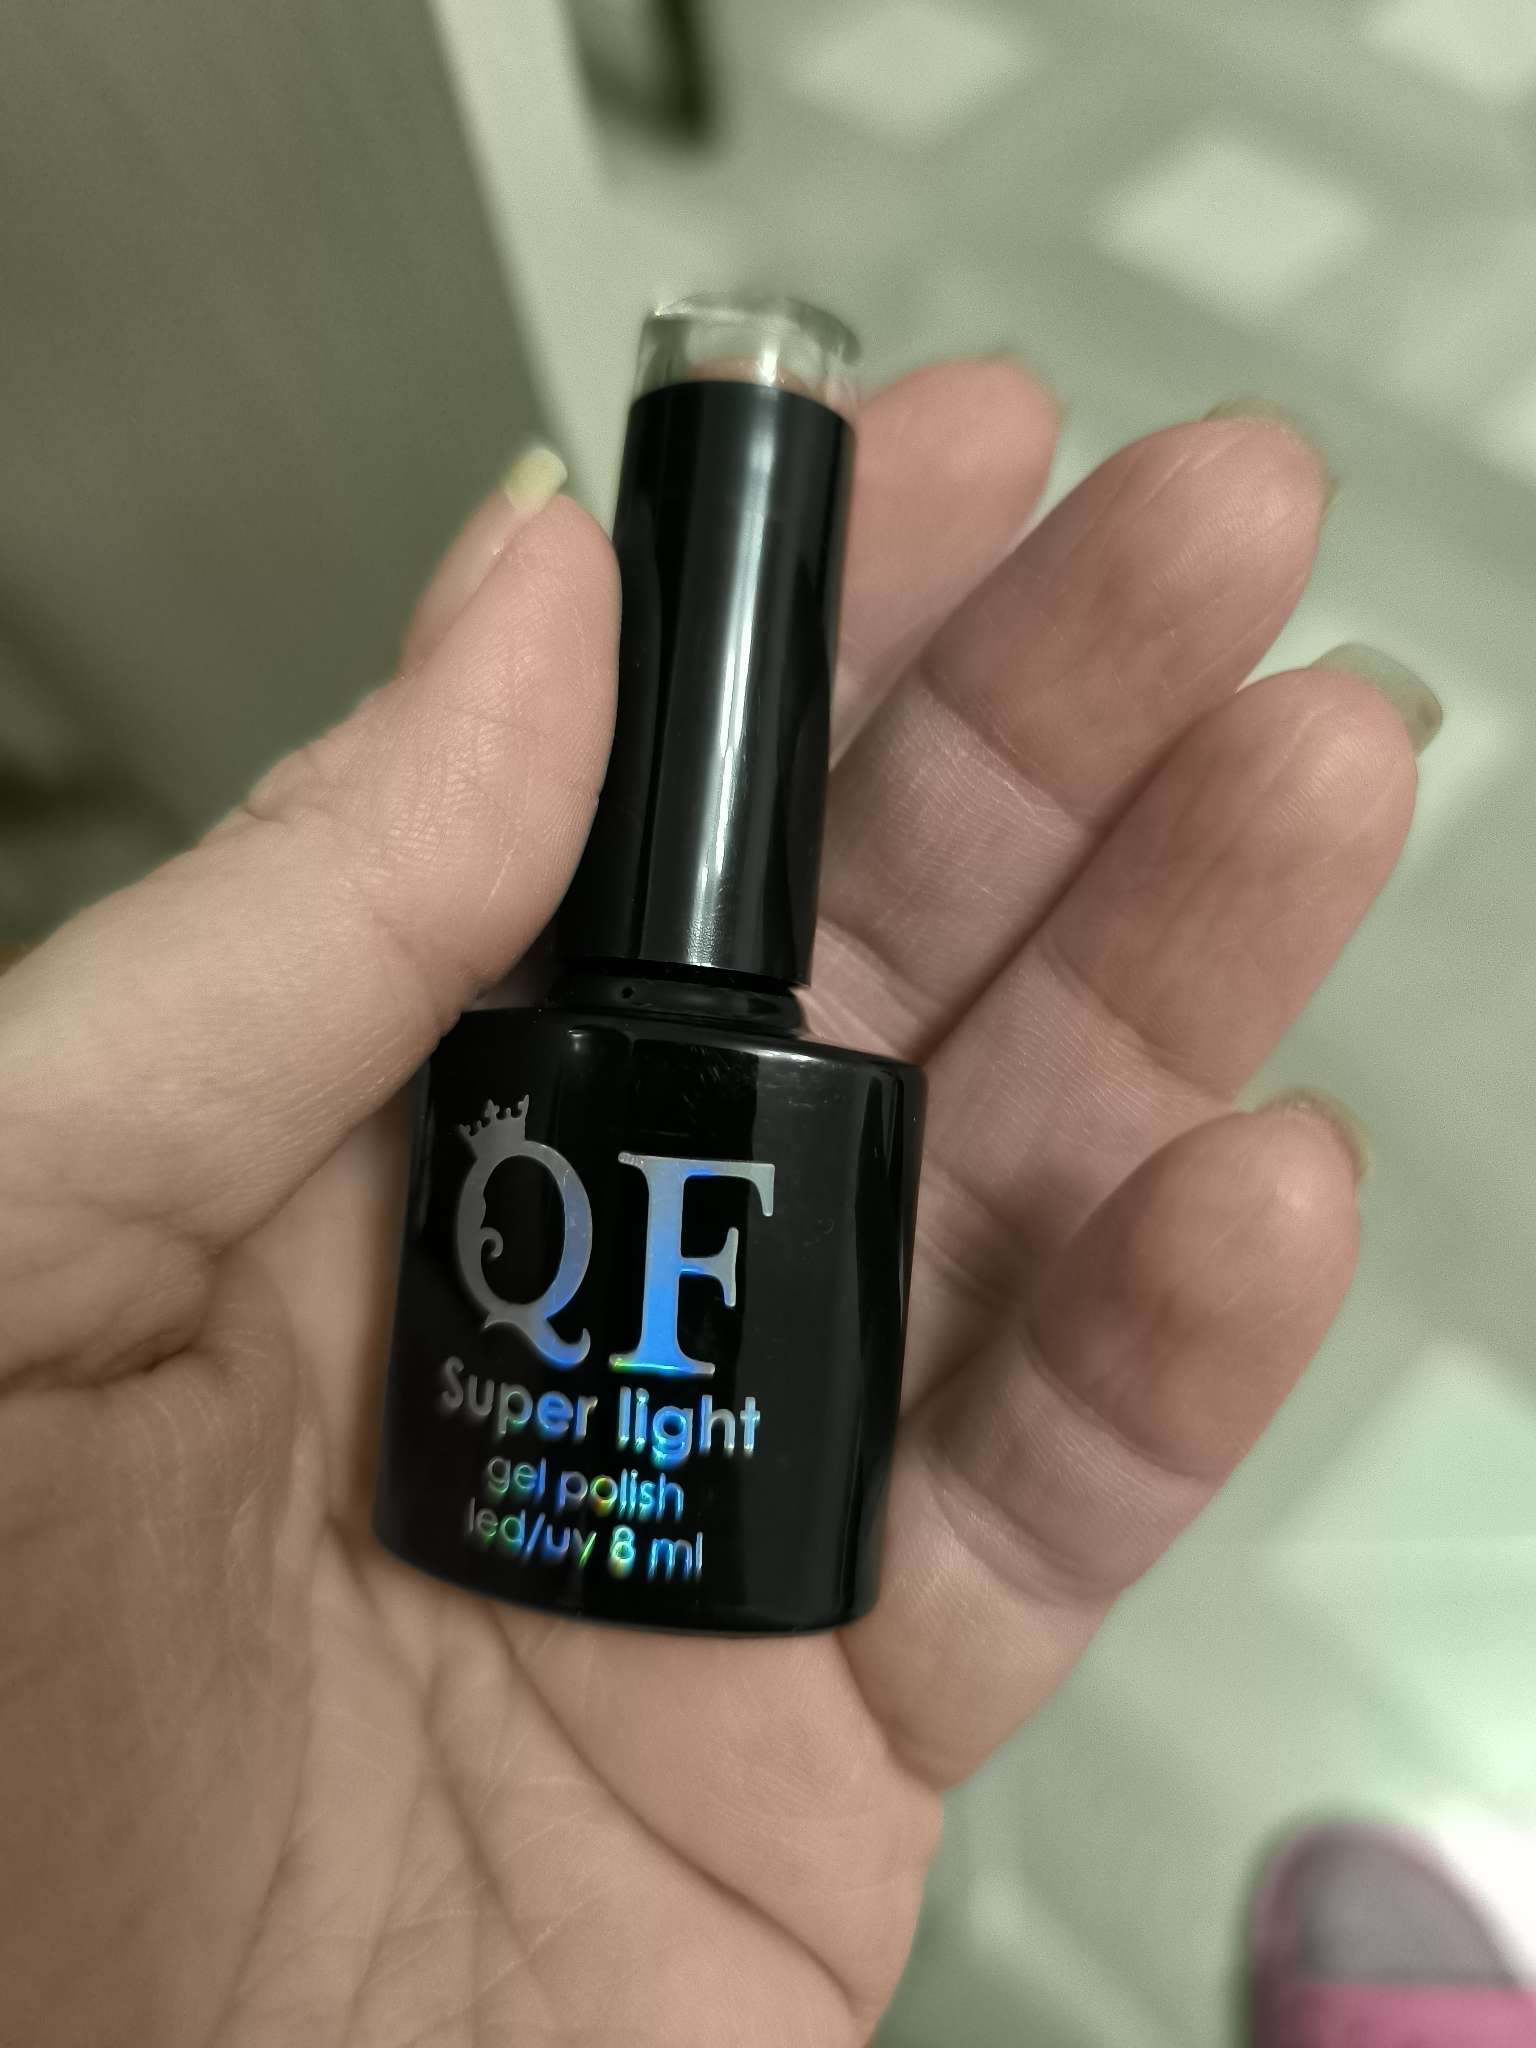 QF
Super light
gel polish
led/uv 8 ml